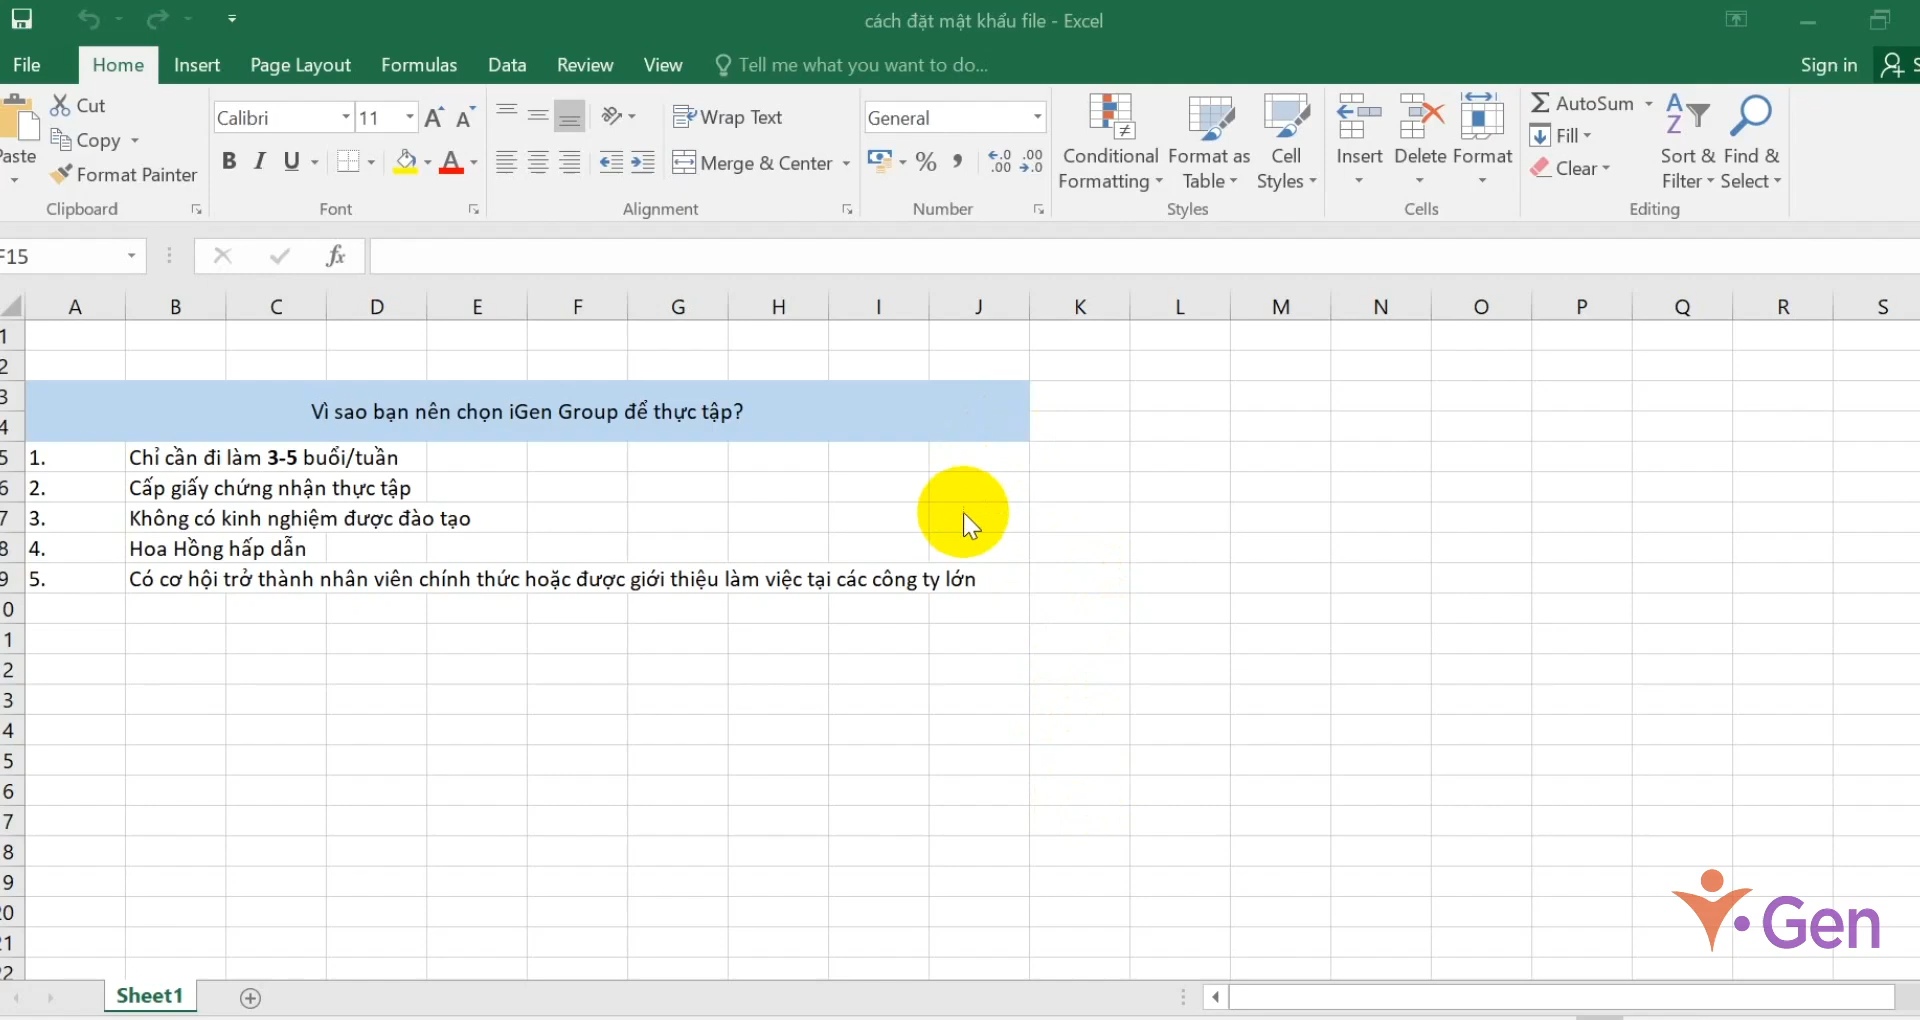 cách đặt mật khẩu file - Excel
File Home Insert Page Layout Formulas Data Review View Tell me what you want to do... Sign in
Cut
Copy
Format Painter
Clipboard
Calibri 11
B I U
Font
Wrap Text
Merge & Center
Alignment
General
% , .0 .00 .00 .0
Number
Conditional Formatting
Format as Table
Cell Styles
Styles
Insert Delete Format
Cells
AutoSum
Fill
Clear
Sort & Filter
Find & Select
Editing
F15
fx
A B C D E F G H I J K L M N O P Q R S
1
2
3
Vì sao bạn nên chọn iGen Group để thực tập?
4
5 1. Chỉ cần đi làm 3-5 buổi/tuần
6 2. Cấp giấy chứng nhận thực tập
7 3. Không có kinh nghiệm được đào tạo
8 4. Hoa Hồng hấp dẫn
9 5. Có cơ hội trở thành nhân viên chính thức hoặc được giới thiệu làm việc tại các công ty lớn
0
1
2
3
4
5
6
7
8
9
20
21
22
Gen
Sheet1